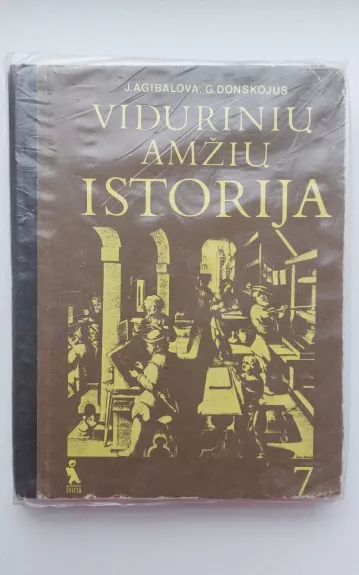 J.AGIBALOVA, G.DONSKOJUS
VIDURINIŲ
AMŽIŲ
ISTORIJA
7
ŠVIESA